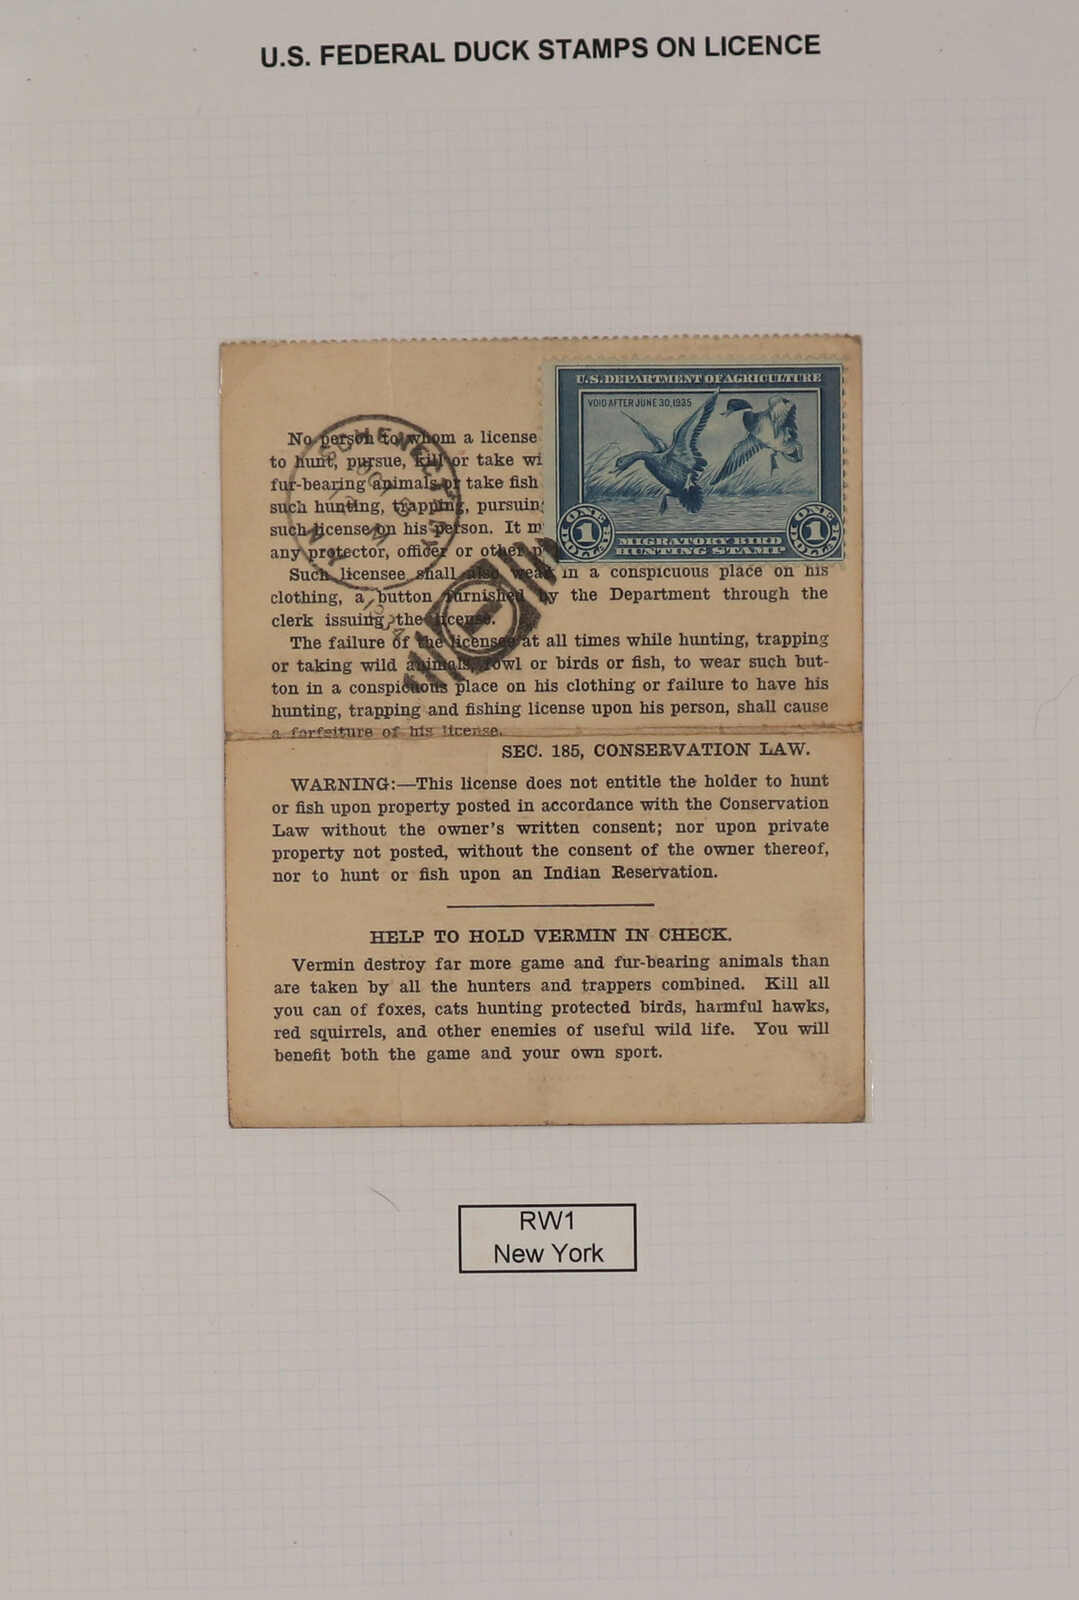 U.S. FEDERAL DUCK STAMPS ON LICENCE
U.S. DEPARTMENT OF AGRICULTURE
VOID AFTER JUNE 30, 1935
ONE DOLLAR 1
ONE DOLLAR 1
MIGRATORY BIRD
HUNTING STAMP
No person to whom a license
to hunt, pursue, kill or take wi
fur-bearing animals or take fish
such hunting, trapping, pursuin
such license on his person. It m
any protector, officer or other p
Such licensee shall also wear in a conspicuous place on his
clothing, a button furnished by the Department through the
clerk issuing the license.
The failure of the licensee at all times while hunting, trapping
or taking wild animals, fowl or birds or fish, to wear such but-
ton in a conspicuous place on his clothing or failure to have his
hunting, trapping and fishing license upon his person, shall cause
a forfeiture of his license.
SEC. 185, CONSERVATION LAW.
WARNING:—This license does not entitle the holder to hunt
or fish upon property posted in accordance with the Conservation
Law without the owner's written consent; nor upon private
property not posted, without the consent of the owner thereof,
nor to hunt or fish upon an Indian Reservation.
HELP TO HOLD VERMIN IN CHECK.
Vermin destroy far more game and fur-bearing animals than
are taken by all the hunters and trappers combined. Kill all
you can of foxes, cats hunting protected birds, harmful hawks,
red squirrels, and other enemies of useful wild life. You will
benefit both the game and your own sport.
RW1
New York